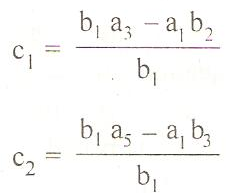 c₁ = (b₁ a₃ – a₁ b₂) / b₁
c₂ = (b₁ a₅ – a₁ b₃) / b₁